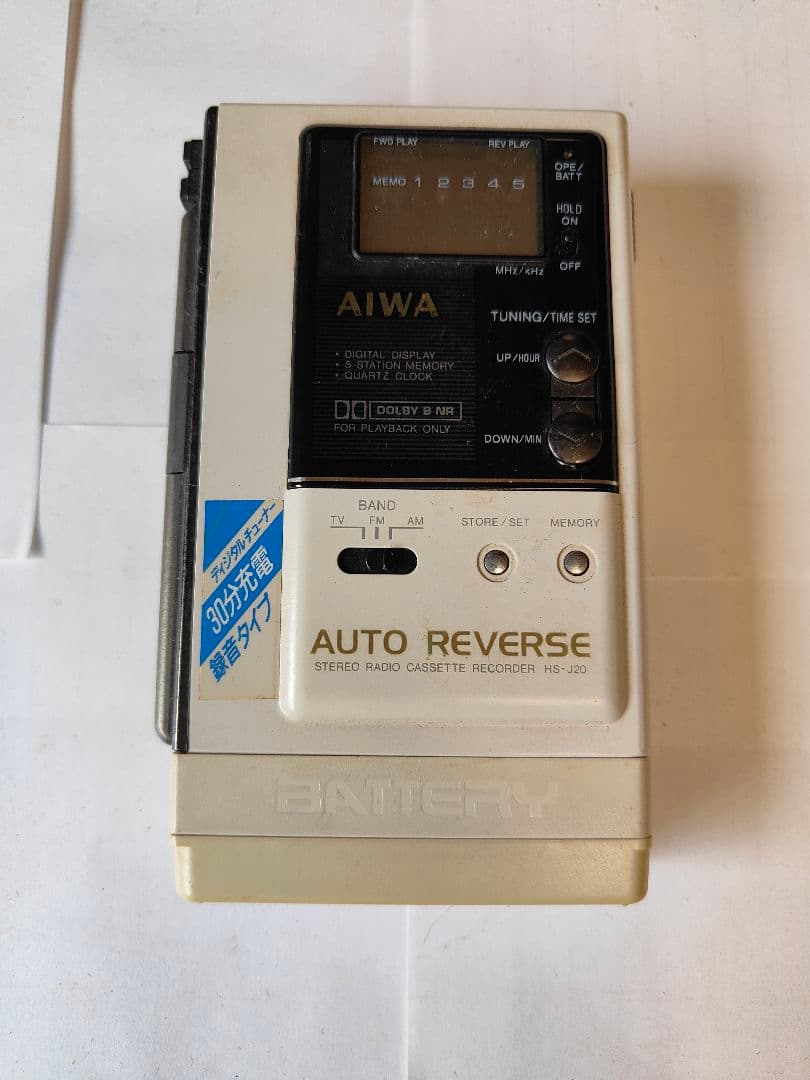 FWD PLAY REV PLAY
MEMO 1 2 3 4 5
OPE/
BATT
HOLD
ON
OFF
MHz/kHz
AIWA
TUNING/TIME SET
• DIGITAL DISPLAY
• 5 STATION MEMORY
• QUARTZ CLOCK
UP/HOUR
DOLBY B NR
FOR PLAYBACK ONLY
DOWN/MIN
BAND
TV FM AM
STORE/SET
MEMORY
ディジタルチューナー
30分充電
録音タイプ
AUTO REVERSE
STEREO RADIO CASSETTE RECORDER HS-J20
BATTERY